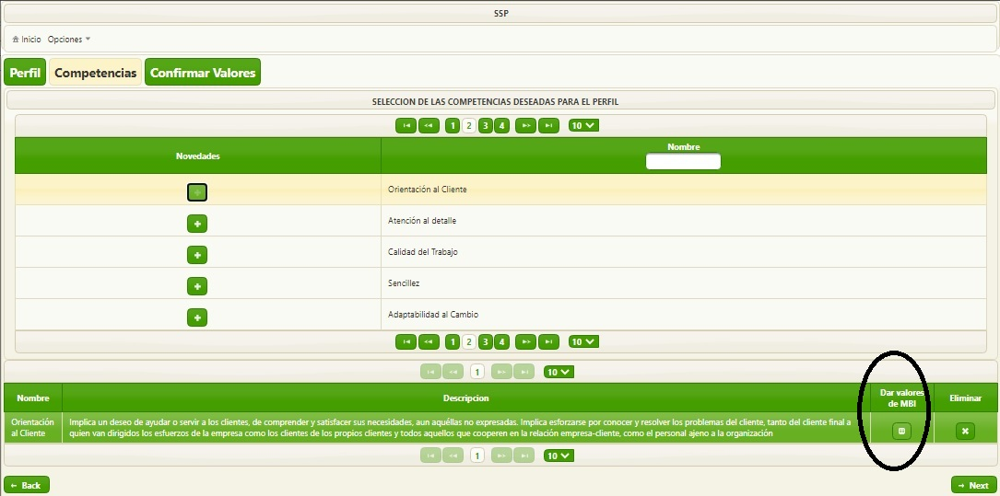 SSP
Inicio Opciones
Perfil Competencias Confirmar Valores
SELECCION DE LAS COMPETENCIAS DESEADAS PARA EL PERFIL
1 2 3 4 10
Novedades Nombre
Orientación al Cliente
Atención al detalle
Calidad del Trabajo
Sencillez
Adaptabilidad al Cambio
1 2 3 4 10
1 10
Nombre Descripcion Dar valores de MBI Eliminar
Orientación al Cliente
Implica un deseo de ayudar o servir a los clientes, de comprender y satisfacer sus necesidades, aun aquéllas no expresadas. Implica esforzarse por conocer y resolver los problemas del cliente, tanto del cliente final a
quien van dirigidos los esfuerzos de la empresa como los clientes de los propios clientes y todos aquellos que cooperen en la relación empresa-cliente, como el personal ajeno a la organización
1 10
Back Next